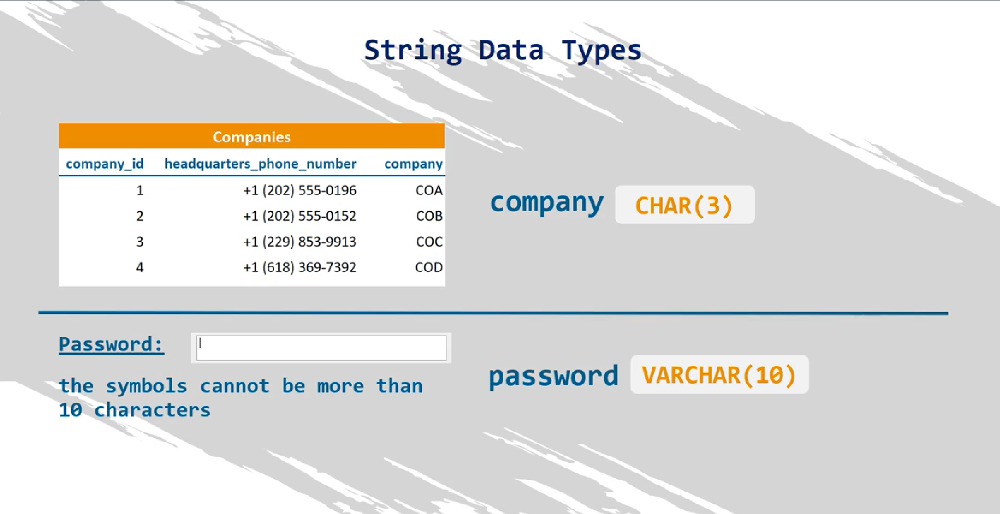 String Data Types
Companies
company_id headquarters_phone_number company
1 +1 (202) 555-0196 COA
2 +1 (202) 555-0152 COB
3 +1 (229) 853-9913 COC
4 +1 (618) 369-7392 COD
company CHAR(3)
Password:
the symbols cannot be more than
10 characters
password VARCHAR(10)